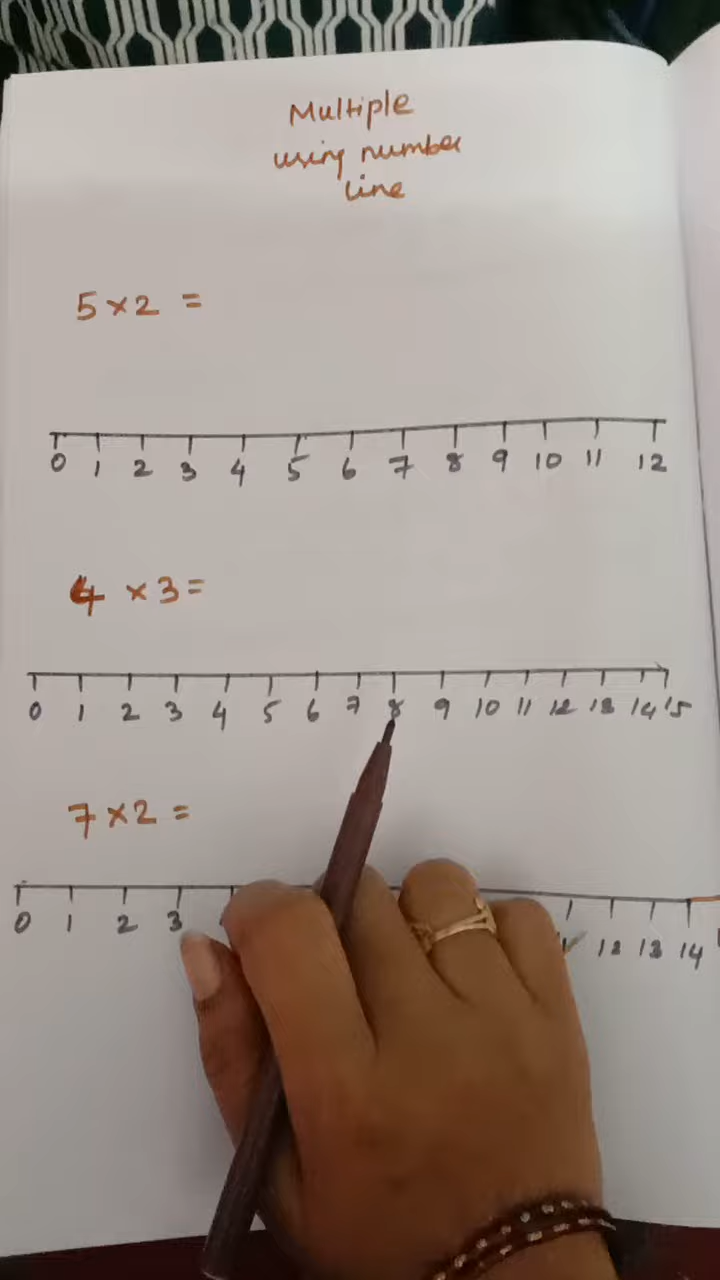 Multiple
using number
line
5 × 2 =
0 1 2 3 4 5 6 7 8 9 10 11 12
4 × 3 =
0 1 2 3 4 5 6 7 8 9 10 11 12 13 14 15
7 × 2 =
0 1 2 3 12 13 14